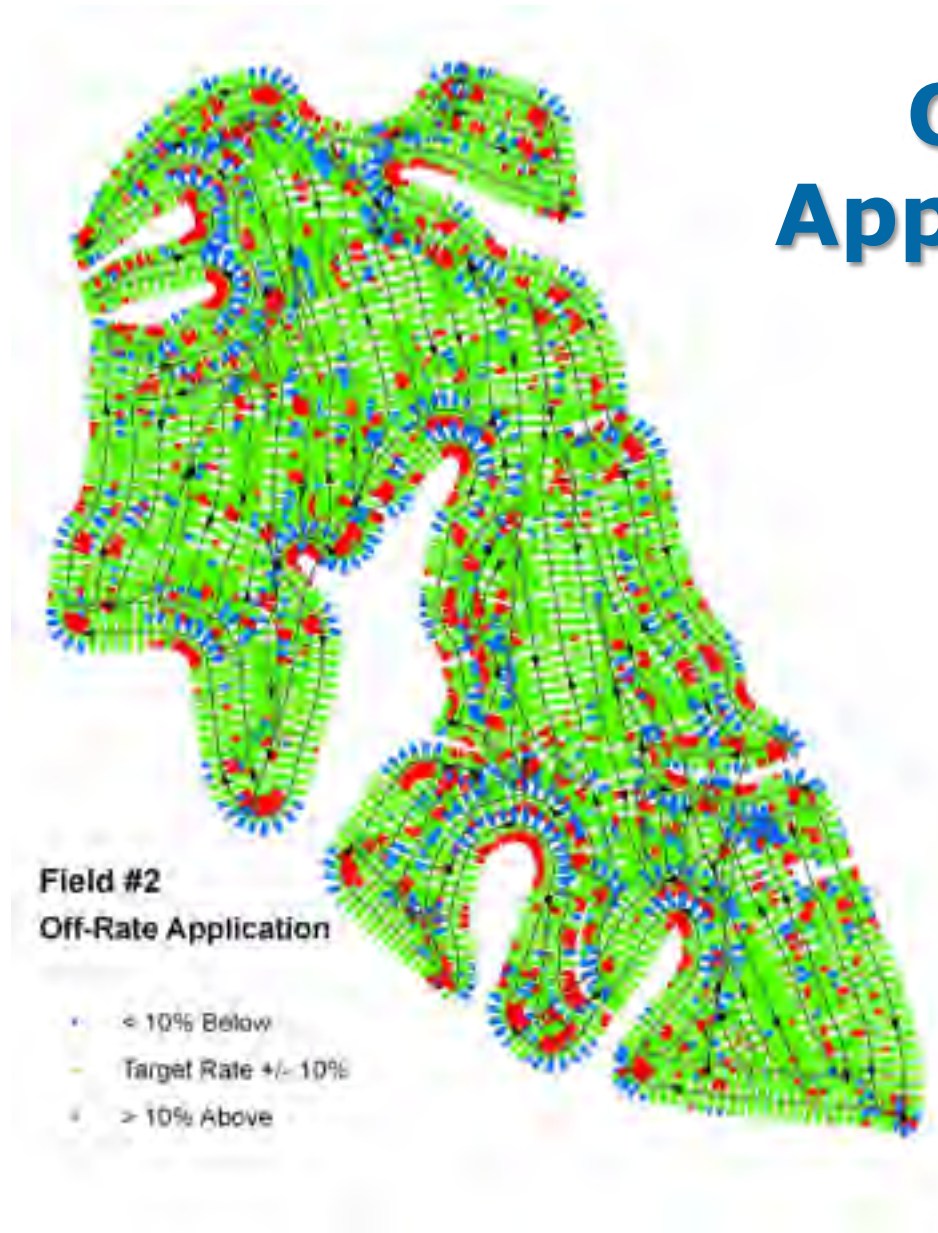 App
Field #2
Off-Rate Application
< 10% Below
Target Rate +/- 10%
> 10% Above